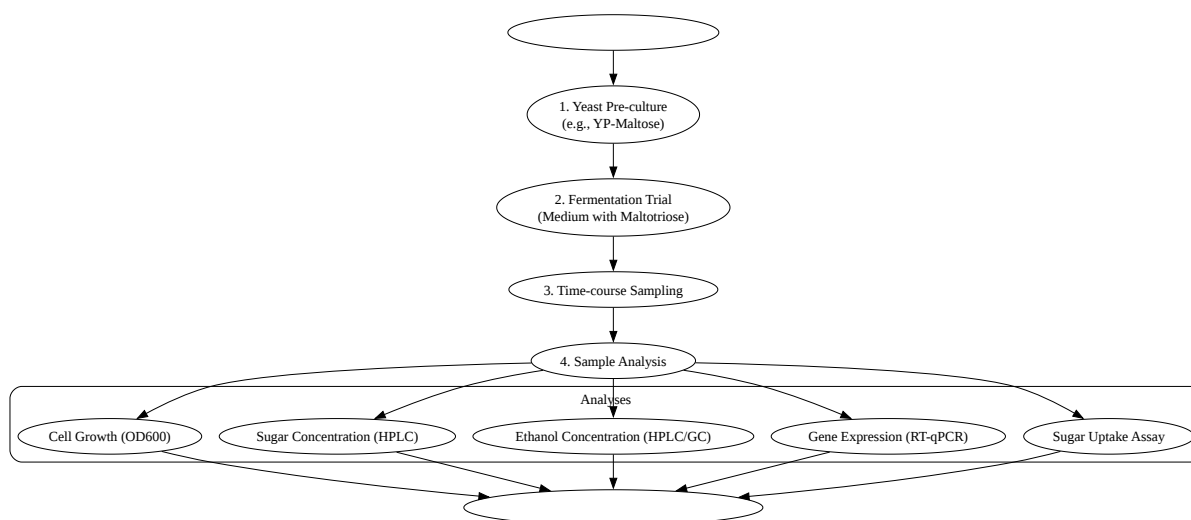 1. Yeast Pre-culture
(e.g., YP-Maltose)
2. Fermentation Trial
(Medium with Maltotriose)
3. Time-course Sampling
4. Sample Analysis
Analyses
Cell Growth (OD600)
Sugar Concentration (HPLC)
Ethanol Concentration (HPLC/GC)
Gene Expression (RT-qPCR)
Sugar Uptake Assay